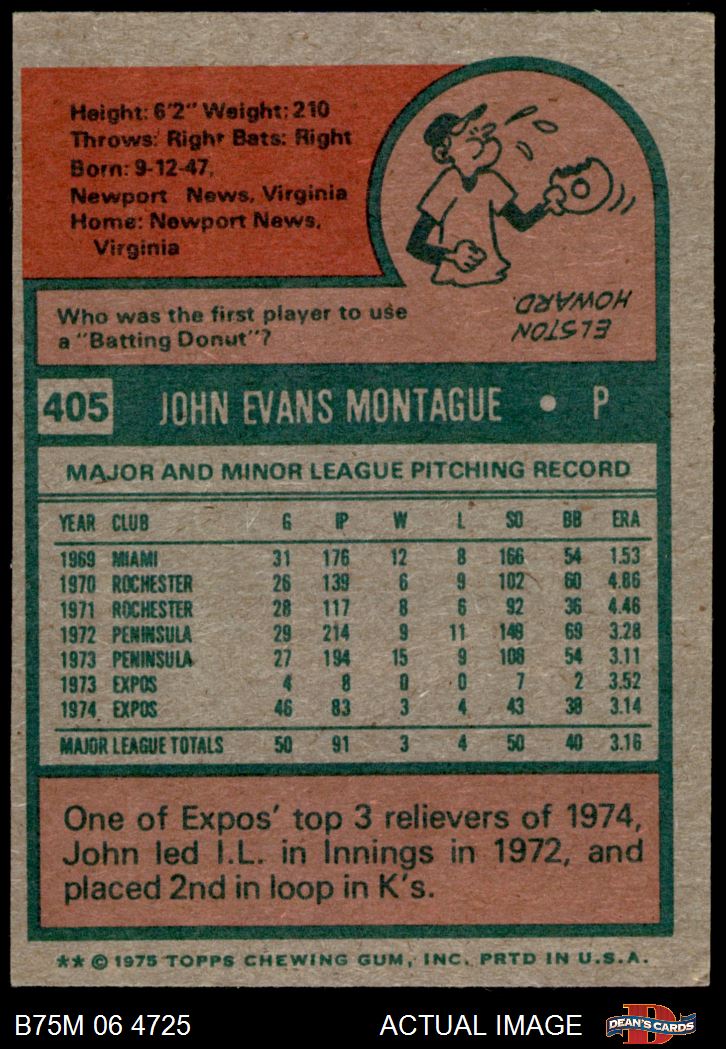 Height: 6'2" Weight: 210
Throws: Right Bats: Right
Born: 9-12-47,
Newport News, Virginia
Home: Newport News,
Virginia
Who was the first player to use
a "Batting Donut"?
ELSTON
HOWARD.
405 JOHN EVANS MONTAGUE • P
MAJOR AND MINOR LEAGUE PITCHING RECORD
YEAR CLUB G IP W L SO BB ERA
1969 MIAMI 31 176 12 8 166 54 1.53
1970 ROCHESTER 26 139 6 9 102 60 4.86
1971 ROCHESTER 28 117 8 6 92 36 4.46
1972 PENINSULA 29 214 9 11 149 69 3.28
1973 PENINSULA 27 194 15 9 108 54 3.11
1973 EXPOS 4 8 0 0 7 2 3.52
1974 EXPOS 46 83 3 4 43 38 3.14
MAJOR LEAGUE TOTALS 50 91 3 4 50 40 3.16
One of Expos' top 3 relievers of 1974,
John led I.L. in Innings in 1972, and
placed 2nd in loop in K's.
** © 1975 TOPPS CHEWING GUM, INC. PRTD IN U.S.A.
B75M 06 4725 ACTUAL IMAGE
D
DEAN'S CARDS